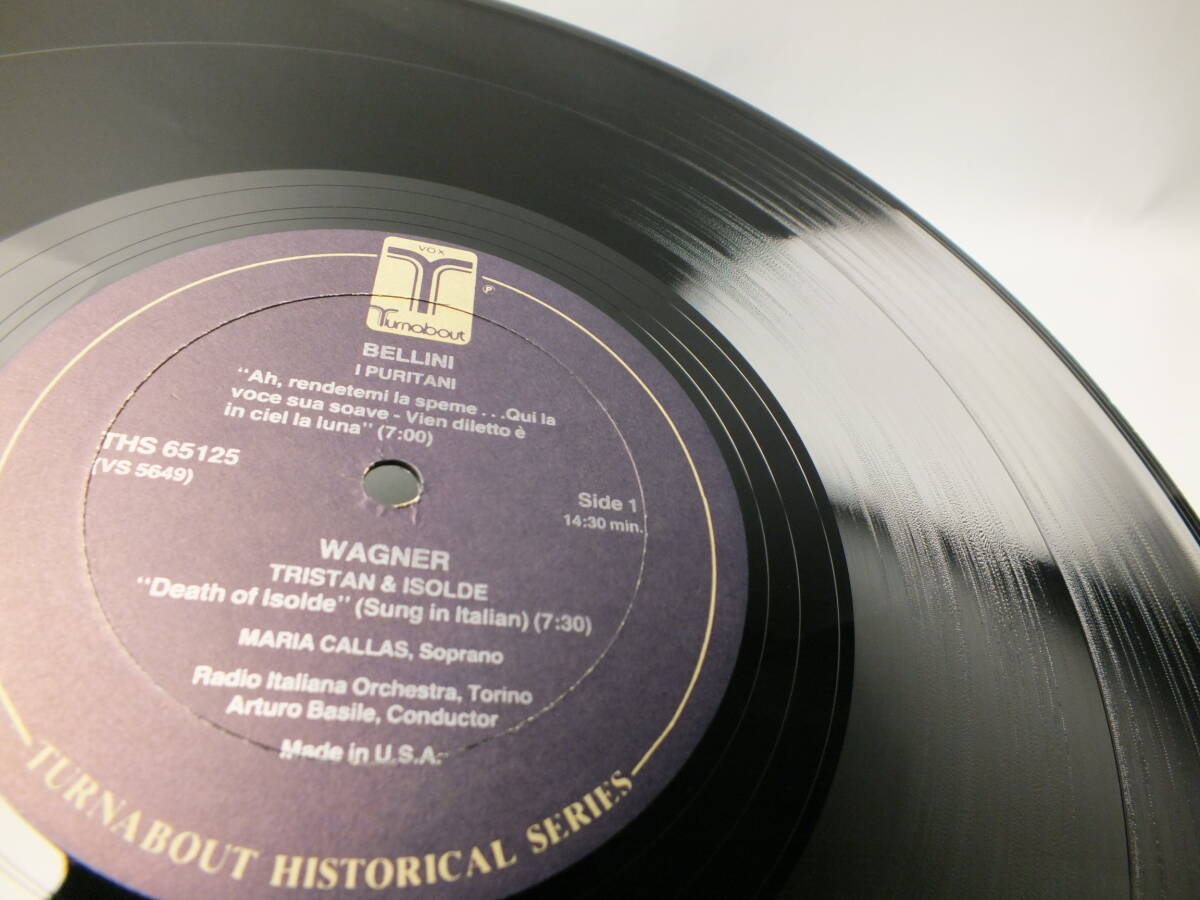 VOX
Turnabout
℗
BELLINI
I PURITANI
"Ah, rendetemi la speme...Qui la
voce sua soave - Vien diletto è
in ciel la luna" (7:00)
THS 65125
(VS 5649)
Side 1
14:30 min.
WAGNER
TRISTAN & ISOLDE
"Death of Isolde" (Sung in Italian) (7:30)
MARIA CALLAS, Soprano
Radio Italiana Orchestra, Torino
Arturo Basile, Conductor
Made in U.S.A.
TURNABOUT HISTORICAL SERIES